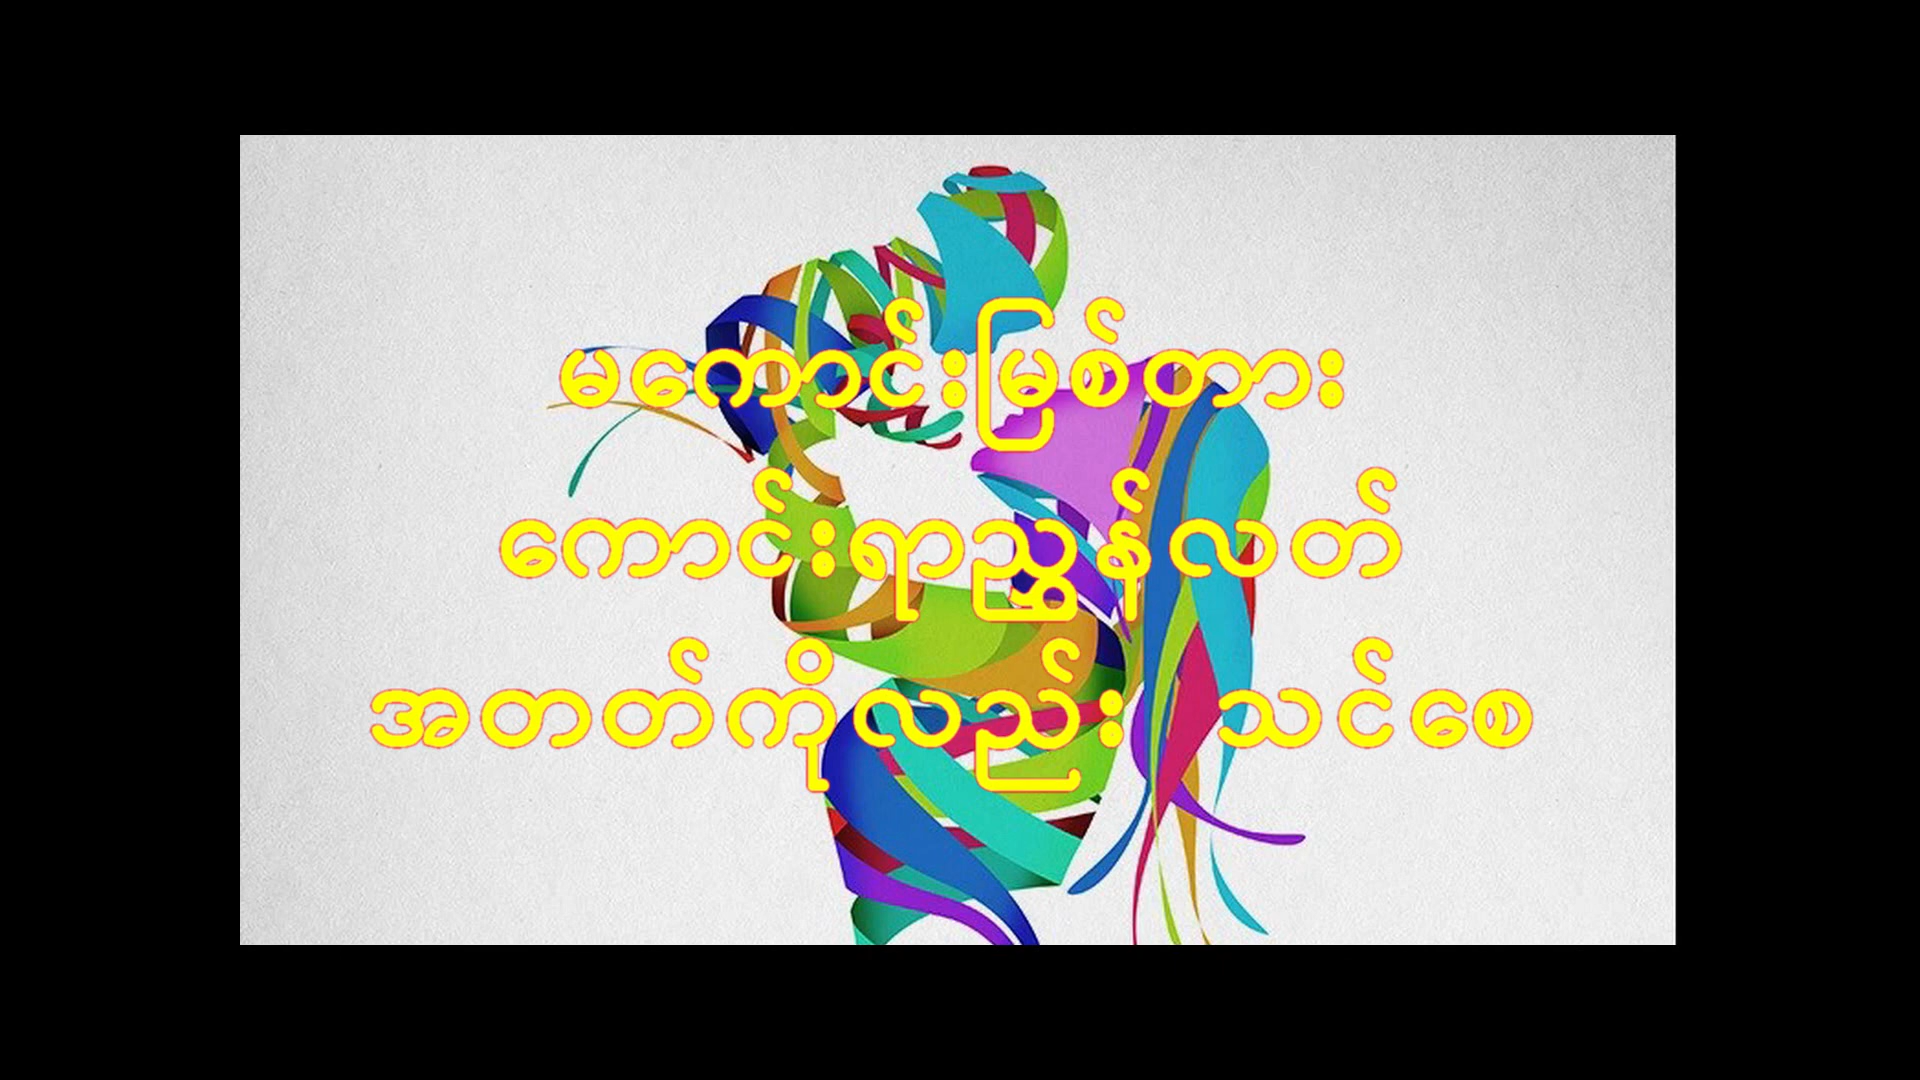 မကောင်းမြစ်တား
ကောင်းရာညွှန်လတ်
အတတ်ကိုလည်း သင်စေ